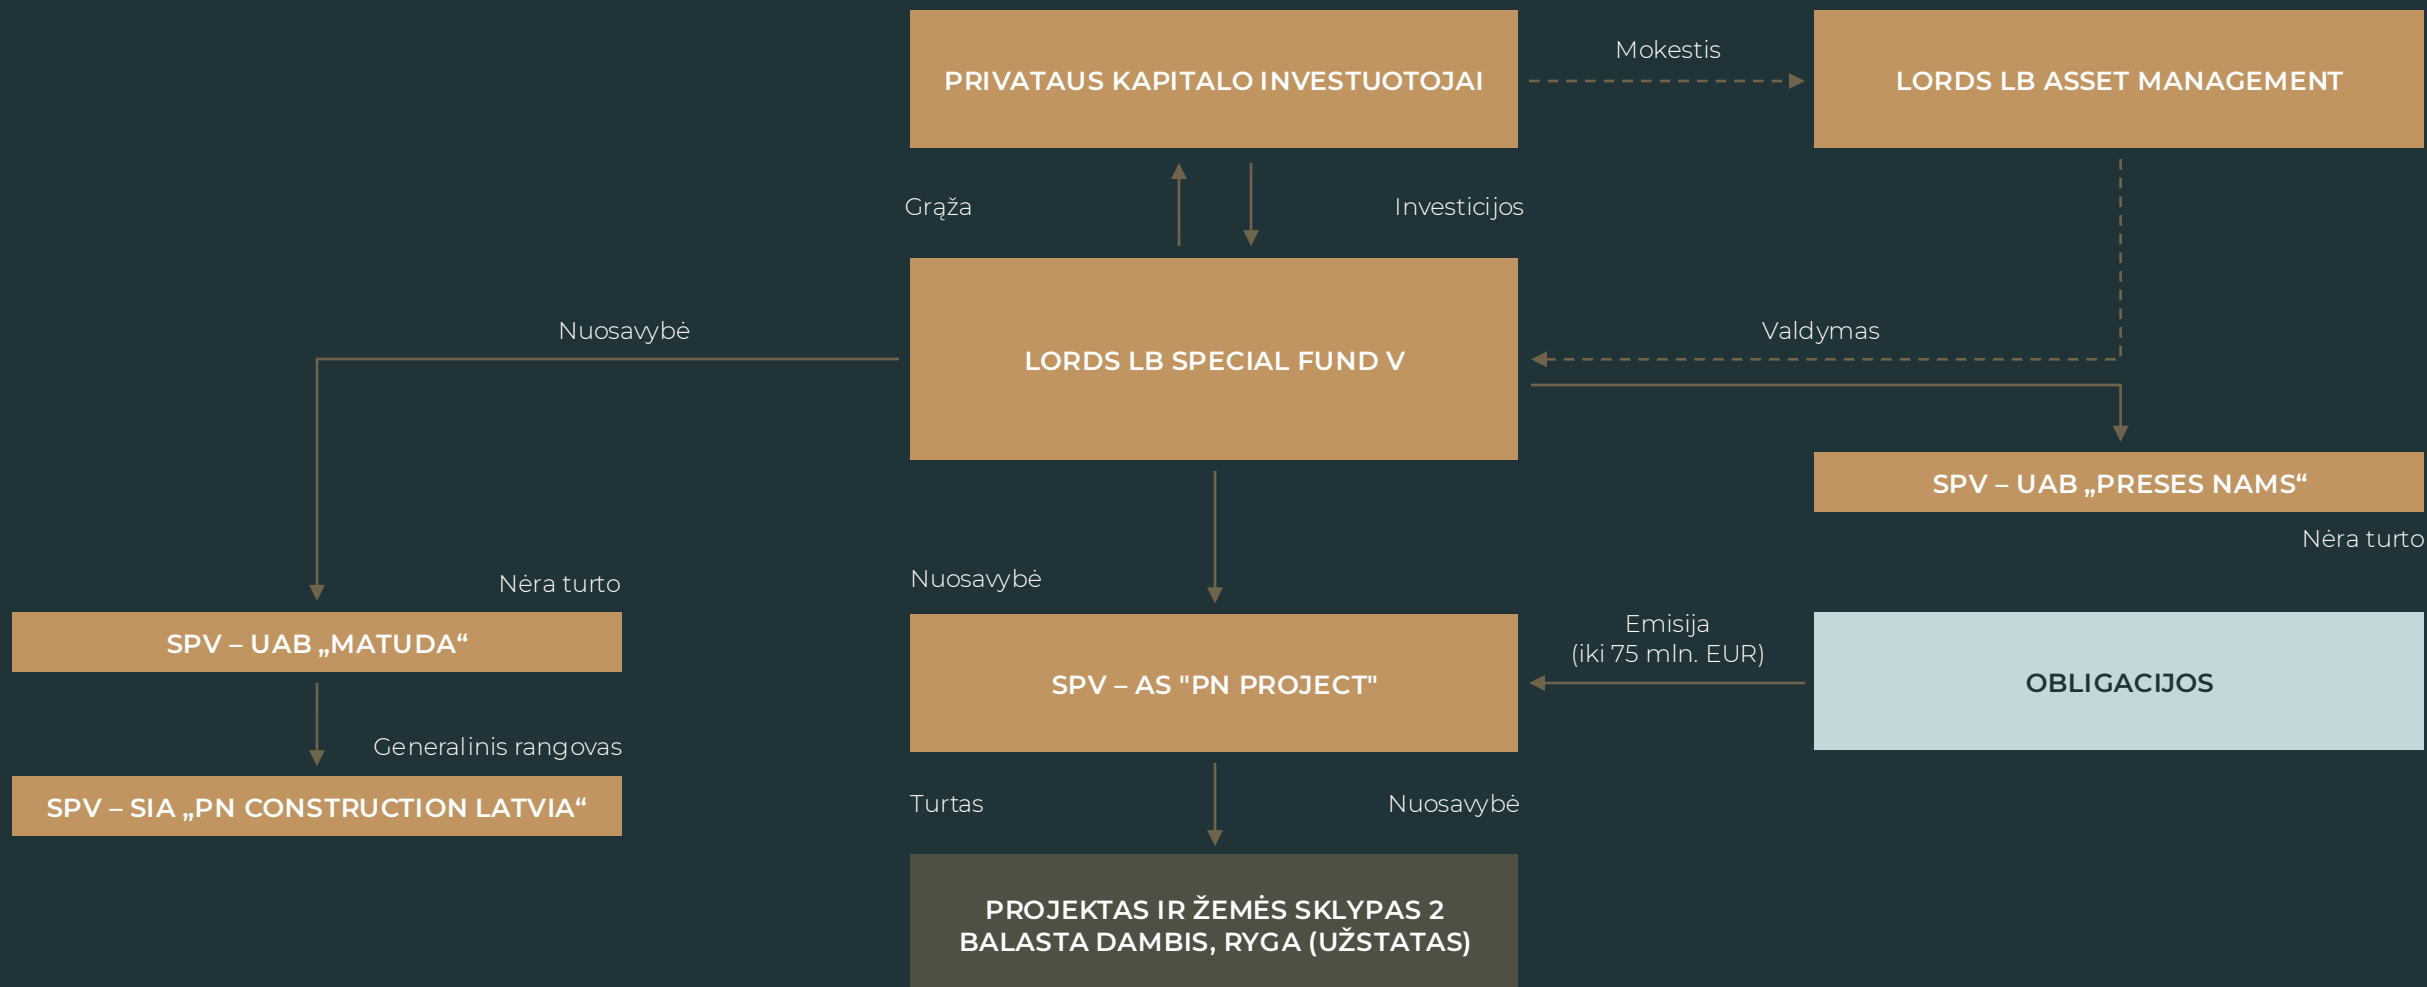 PRIVATAUS KAPITALO INVESTUOTOJAI
Mokestis
LORDS LB ASSET MANAGEMENT
Grąža
Investicijos
Nuosavybė
LORDS LB SPECIAL FUND V
Valdymas
SPV – UAB „PRESES NAMS“
Nėra turto
Nėra turto
SPV – UAB „MATUDA“
Generalinis rangovas
SPV – SIA „PN CONSTRUCTION LATVIA“
Nuosavybė
SPV – AS "PN PROJECT"
Emisija
(iki 75 mln. EUR)
OBLIGACIJOS
Turtas
Nuosavybė
PROJEKTAS IR ŽEMĖS SKLYPAS 2
BALASTA DAMBIS, RYGA (UŽSTATAS)